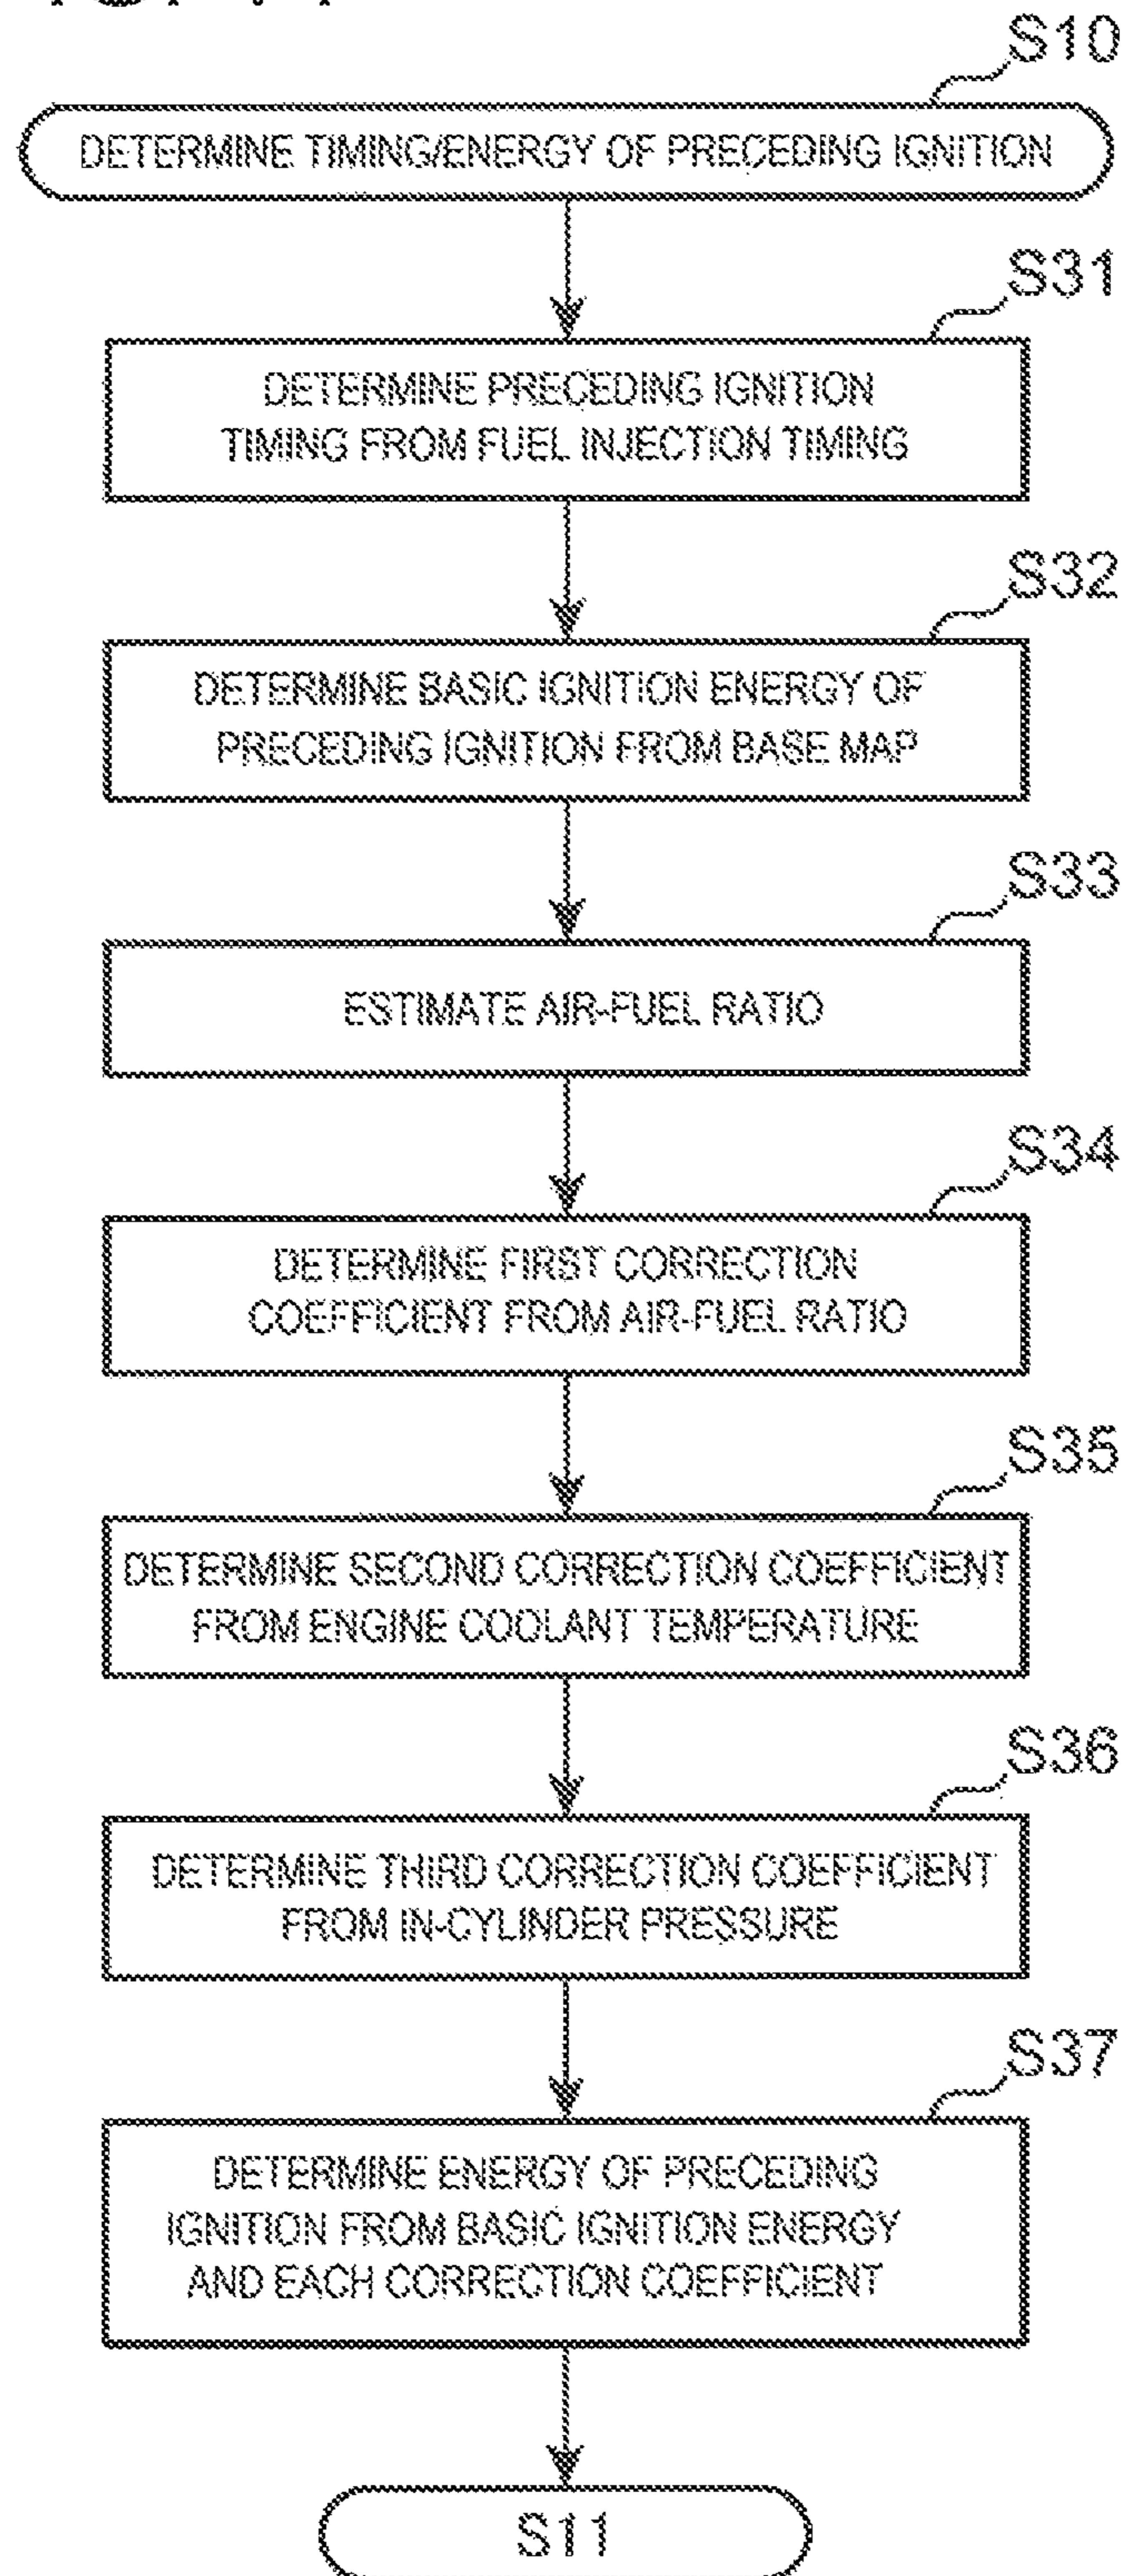 S10
DETERMINE TIMING/ENERGY OF PRECEDING IGNITION
S31
DETERMINE PRECEDING IGNITION
TIMING FROM FUEL INJECTION TIMING
S32
DETERMINE BASIC IGNITION ENERGY OF
PRECEDING IGNITION FROM BASE MAP
S33
ESTIMATE AIR-FUEL RATIO
S34
DETERMINE FIRST CORRECTION
COEFFICIENT FROM AIR-FUEL RATIO
S35
DETERMINE SECOND CORRECTION COEFFICIENT
FROM ENGINE COOLANT TEMPERATURE
S36
DETERMINE THIRD CORRECTION COEFFICIENT
FROM IN-CYLINDER PRESSURE
S37
DETERMINE ENERGY OF PRECEDING
IGNITION FROM BASIC IGNITION ENERGY
AND EACH CORRECTION COEFFICIENT
S11